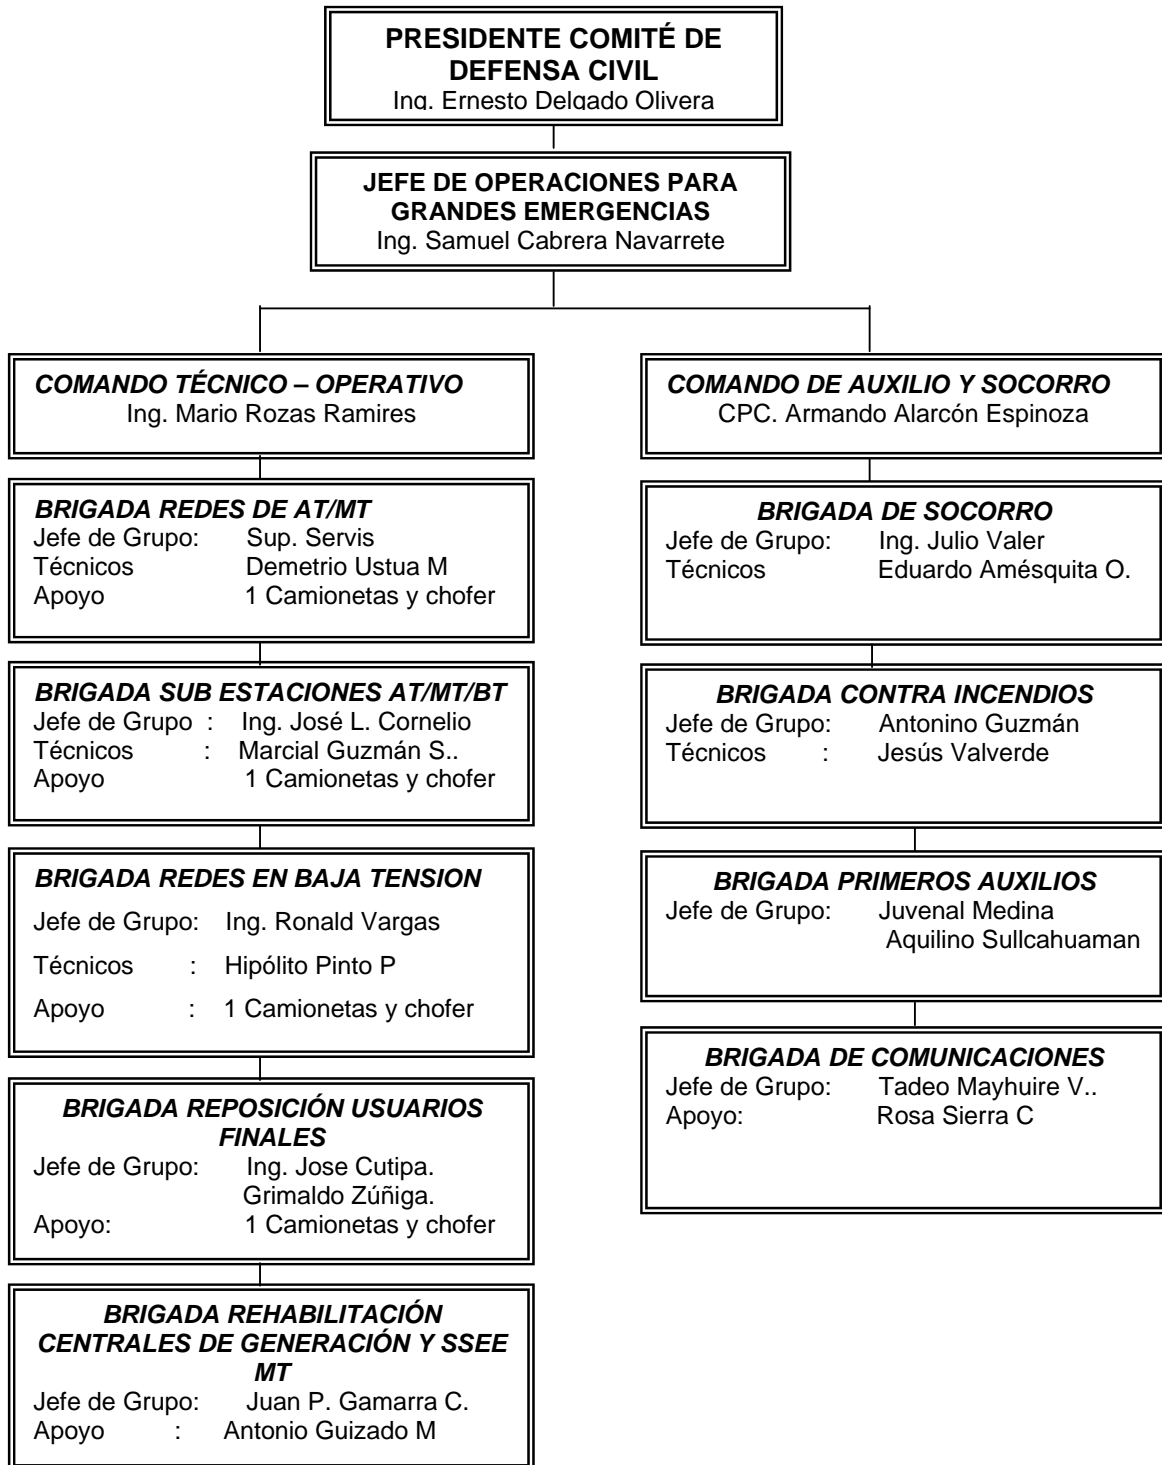 PRESIDENTE COMITÉ DE
DEFENSA CIVIL
Ing. Ernesto Delgado Olivera
JEFE DE OPERACIONES PARA
GRANDES EMERGENCIAS
Ing. Samuel Cabrera Navarrete
COMANDO TÉCNICO – OPERATIVO
Ing. Mario Rozas Ramires
BRIGADA REDES DE AT/MT
Jefe de Grupo: Sup. Servis
Técnicos Demetrio Ustua M
Apoyo 1 Camionetas y chofer
BRIGADA SUB ESTACIONES AT/MT/BT
Jefe de Grupo : Ing. José L. Cornelio
Técnicos : Marcial Guzmán S..
Apoyo 1 Camionetas y chofer
BRIGADA REDES EN BAJA TENSION
Jefe de Grupo: Ing. Ronald Vargas
Técnicos : Hipólito Pinto P
Apoyo : 1 Camionetas y chofer
BRIGADA REPOSICIÓN USUARIOS
FINALES
Jefe de Grupo: Ing. Jose Cutipa.
Grimaldo Zúñiga.
Apoyo: 1 Camionetas y chofer
BRIGADA REHABILITACIÓN
CENTRALES DE GENERACIÓN Y SSEE
MT
Jefe de Grupo: Juan P. Gamarra C.
Apoyo : Antonio Guizado M
COMANDO DE AUXILIO Y SOCORRO
CPC. Armando Alarcón Espinoza
BRIGADA DE SOCORRO
Jefe de Grupo: Ing. Julio Valer
Técnicos Eduardo Amésquita O.
BRIGADA CONTRA INCENDIOS
Jefe de Grupo: Antonino Guzmán
Técnicos : Jesús Valverde
BRIGADA PRIMEROS AUXILIOS
Jefe de Grupo: Juvenal Medina
Aquilino Sullcahuaman
BRIGADA DE COMUNICACIONES
Jefe de Grupo: Tadeo Mayhuire V..
Apoyo: Rosa Sierra C